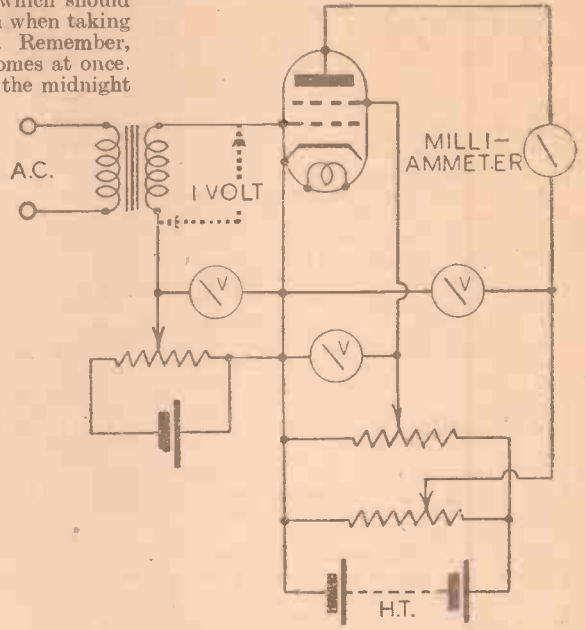 which should
when taking
Remember,
omes at once.
the midnight
A.C.
1 VOLT
MILLI-
AMMETER
V
V
V
H.T.